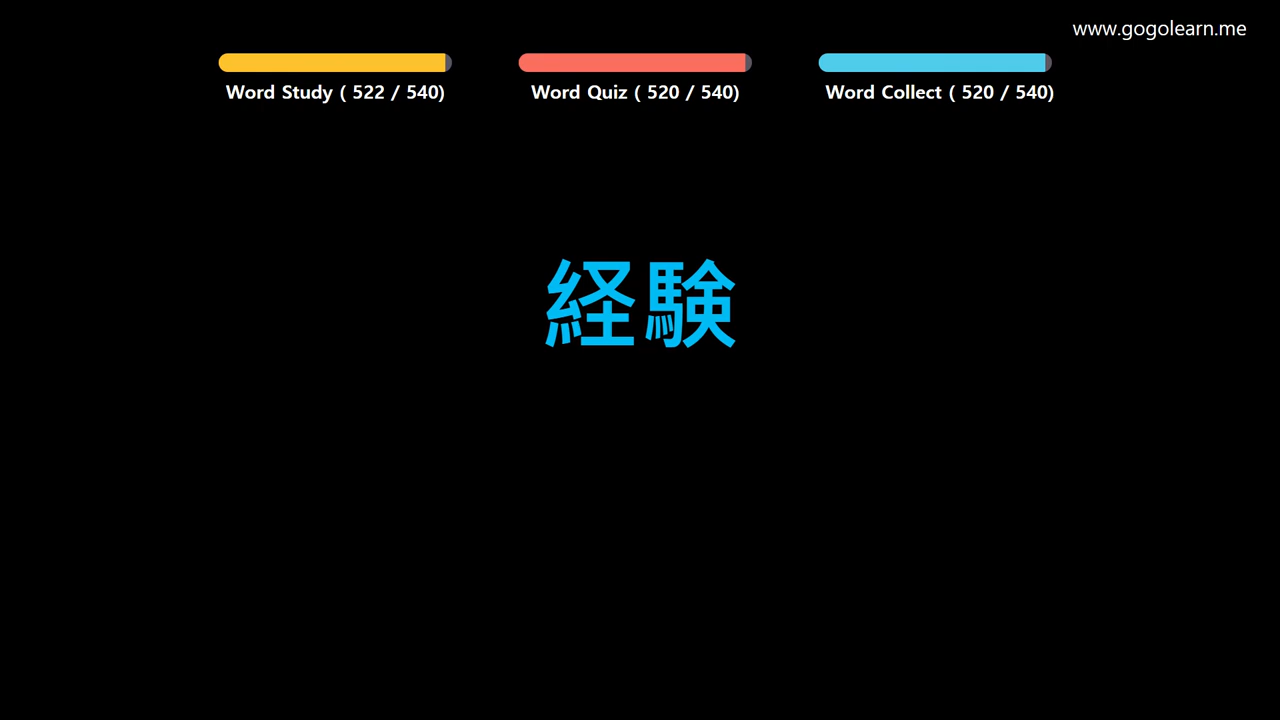 www.gogolearn.me
Word Study ( 522 / 540)
Word Quiz ( 520 / 540)
Word Collect ( 520 / 540)
経験